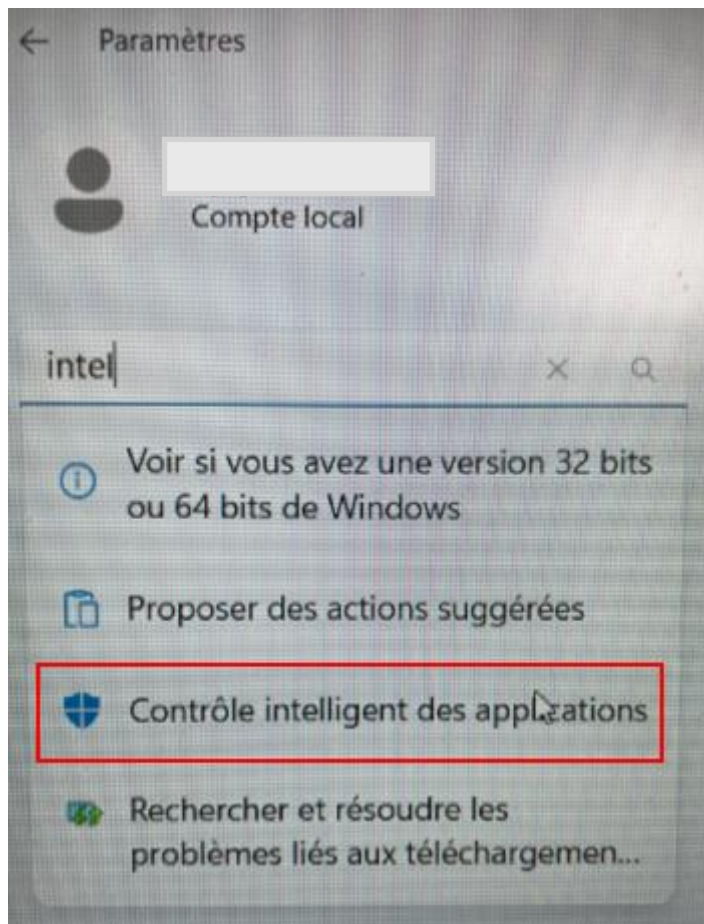 Paramètres
Compte local
intel
Voir si vous avez une version 32 bits
ou 64 bits de Windows
Proposer des actions suggérées
Contrôle intelligent des applications
Rechercher et résoudre les
problèmes liés aux téléchargemen...